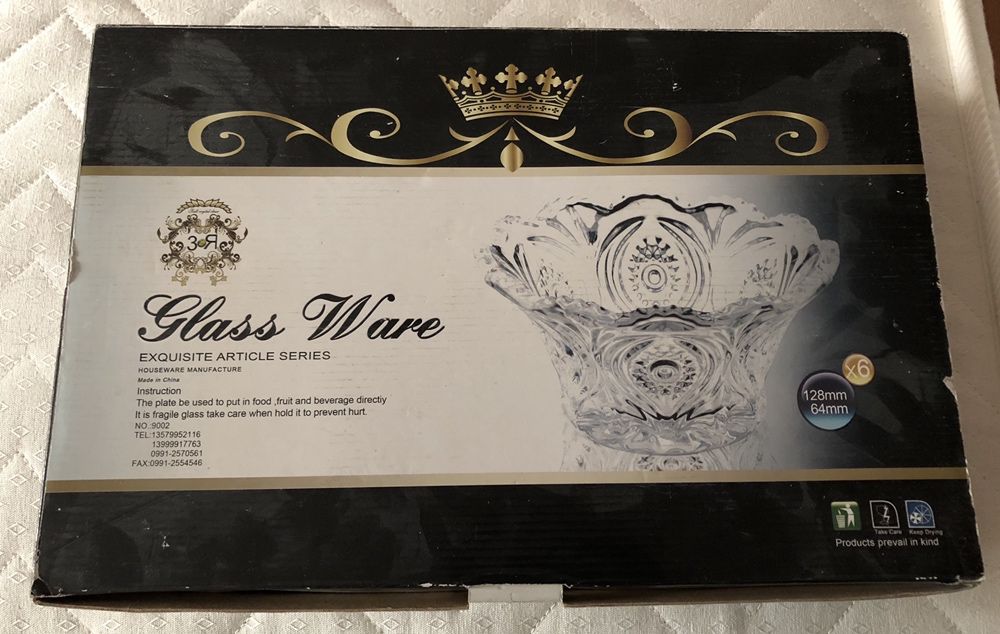 3 Я
Glass Ware
EXQUISITE ARTICLE SERIES
HOUSEWARE MANUFACTURE
Made in China
Instruction
The plate be used to put in food ,fruit and beverage directiy
It is fragile glass take care when hold it to prevent hurt.
NO.:9002
TEL:13579952116
13999917763
0991-2570561
FAX:0991-2554546
x6
128mm
64mm
Take Care Keep Drying
Products prevail in kind